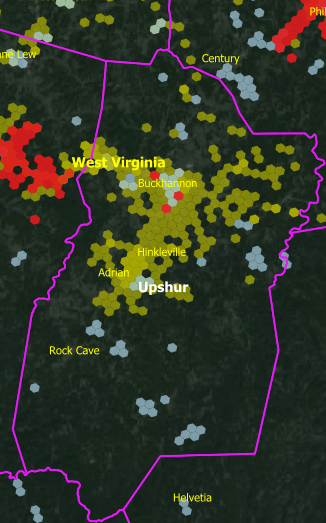 Phil
ane Lew
Century
West Virginia
Buckhannon
Hinkleville
Adrian
Upshur
Rock Cave
Helvetia